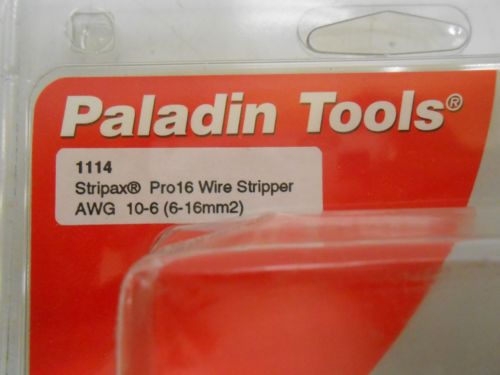 Paladin Tools®
1114
Stripax® Pro16 Wire Stripper
AWG 10-6 (6-16mm2)